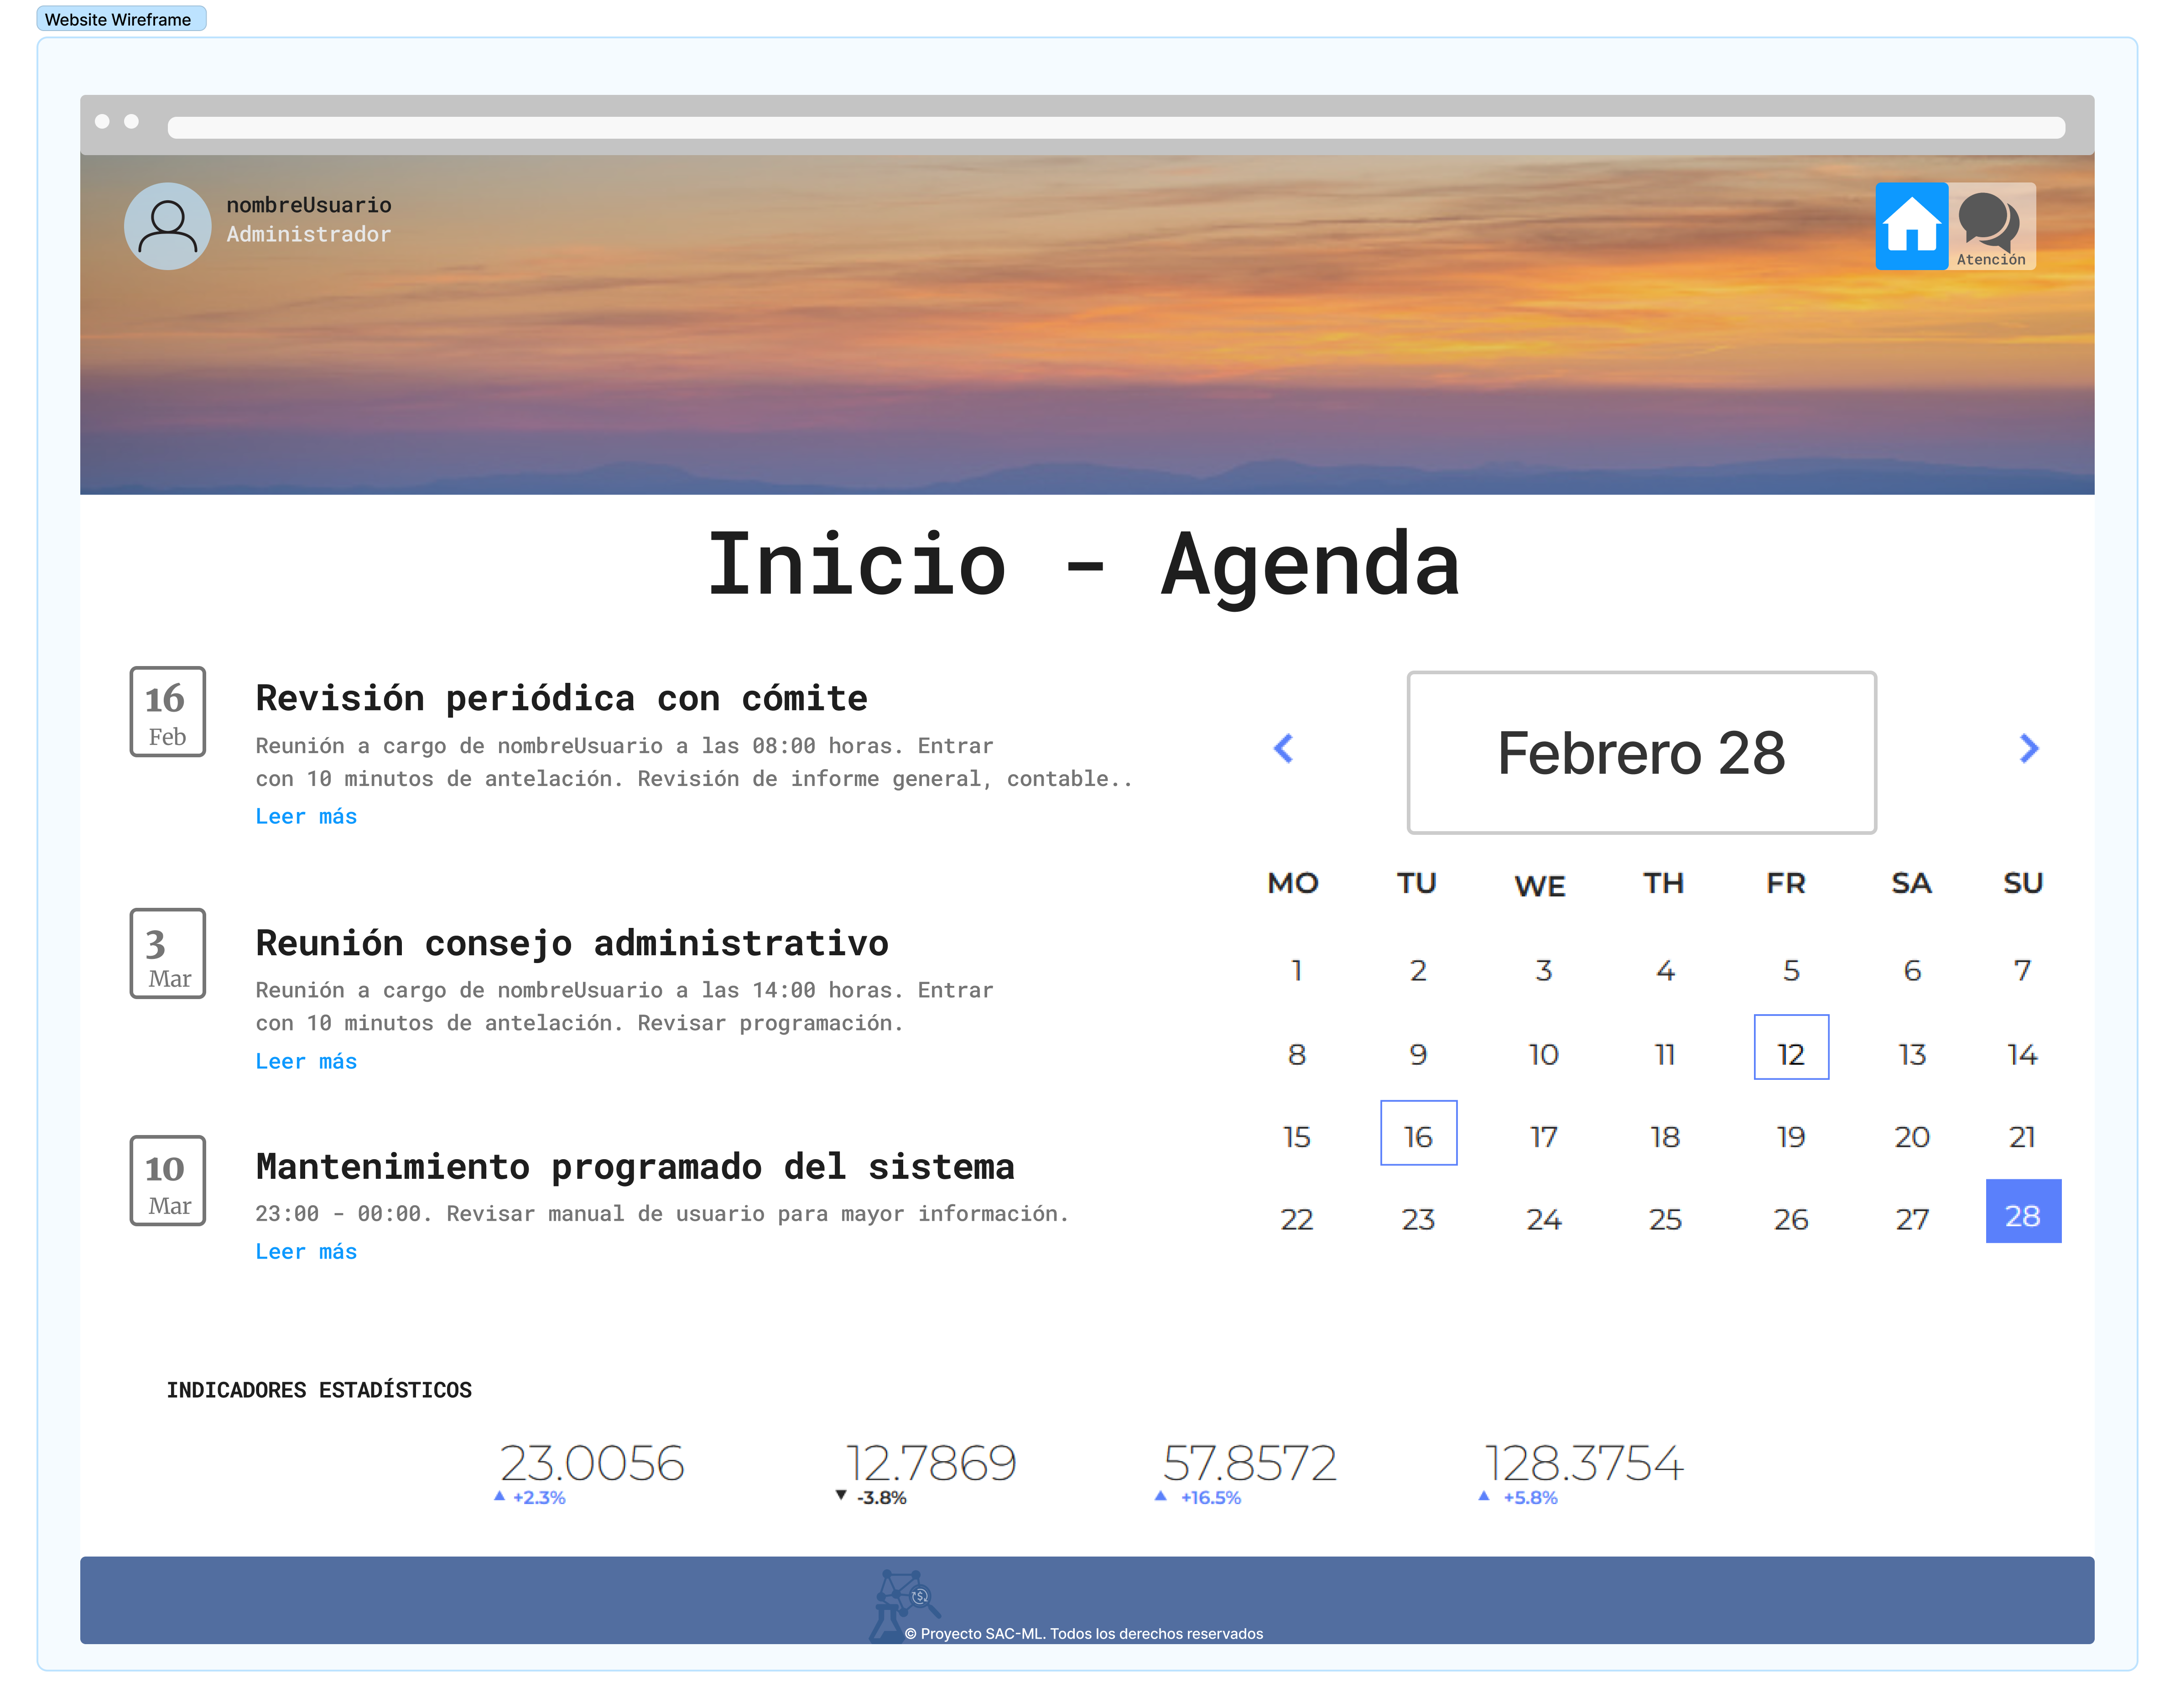 Website Wireframe
nombreUsuario
Administrador
Atención
Inicio - Agenda
16
Feb
Revisión periódica con cómite
Reunión a cargo de nombreUsuario a las 08:00 horas. Entrar
con 10 minutos de antelación. Revisión de informe general, contable..
Leer más
3
Mar
Reunión consejo administrativo
Reunión a cargo de nombreUsuario a las 14:00 horas. Entrar
con 10 minutos de antelación. Revisar programación.
Leer más
10
Mar
Mantenimiento programado del sistema
23:00 - 00:00. Revisar manual de usuario para mayor información.
Leer más
Febrero 28
MO TU WE TH FR SA SU
1 2 3 4 5 6 7
8 9 10 11 12 13 14
15 16 17 18 19 20 21
22 23 24 25 26 27 28
INDICADORES ESTADÍSTICOS
23.0056 12.7869 57.8572 128.3754
▲ +2.3% ▼ -3.8% ▲ +16.5% ▲ +5.8%
© Proyecto SAC-ML. Todos los derechos reservados